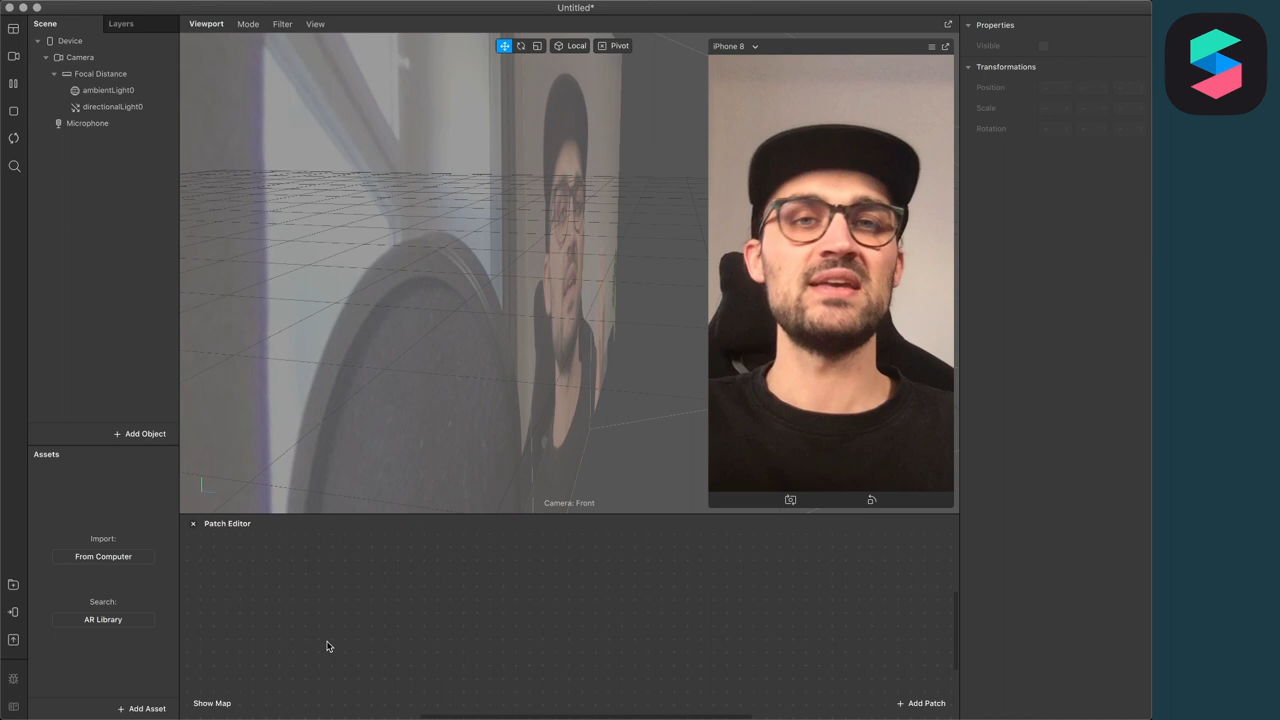 Untitled*
Scene
Layers
Viewport
Mode
Filter
View
Properties
Device
Camera
Focal Distance
ambientLight0
directionalLight0
Microphone
Local
Pivot
iPhone 8
Visible
Transformations
Position
Scale
Rotation
+ Add Object
Assets
Camera: Front
Patch Editor
Import:
From Computer
Search:
AR Library
+ Add Asset
Show Map
+ Add Patch